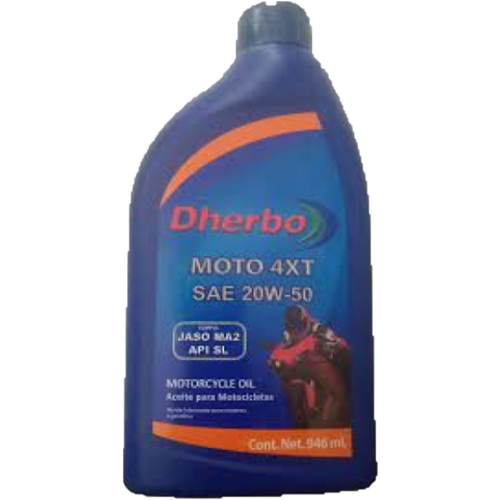 Dherbo
MOTO 4XT
SAE 20W-50
JASO MA2
API SL
MOTORCYCLE OIL
Aceite para Motocicletas
Cont. Net. 946 mL